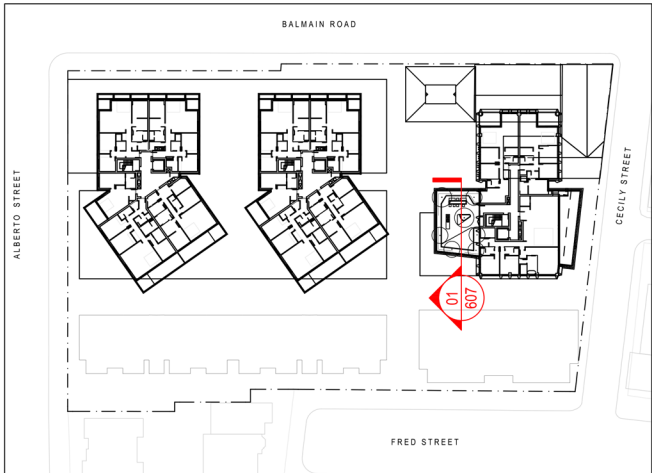 BALMAIN ROAD
ALBERTO STREET
CECILY STREET
01
607
FRED STREET